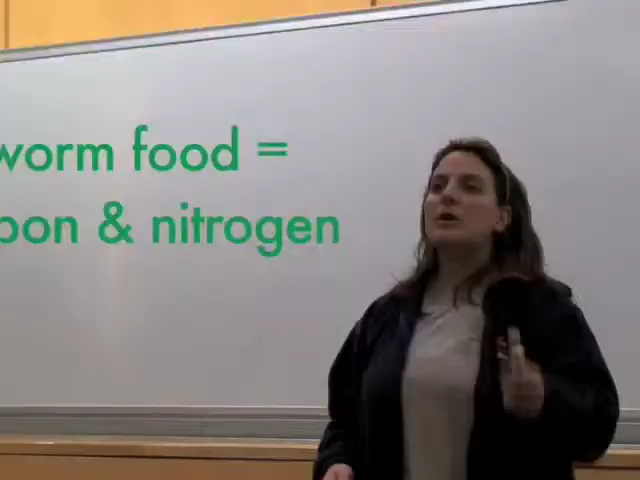 worm food =
bon & nitrogen